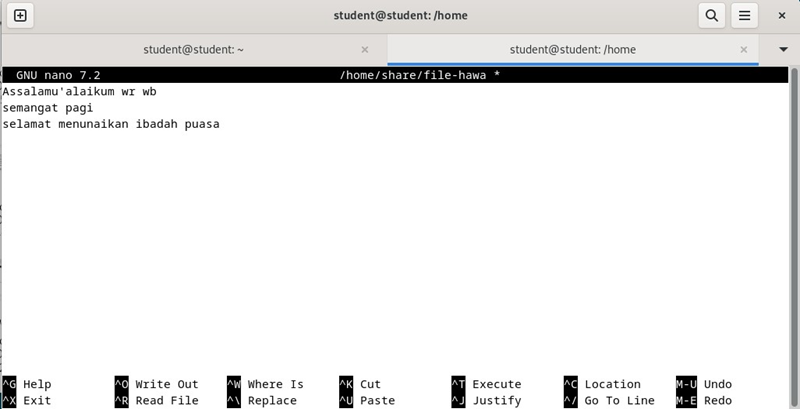 student@student: /home
student@student: ~ × student@student: /home ×
GNU nano 7.2 /home/share/file-hawa *
Assalamu'alaikum wr wb
semangat pagi
selamat menunaikan ibadah puasa
^G Help ^O Write Out ^W Where Is ^K Cut ^T Execute ^C Location M-U Undo
^X Exit ^R Read File ^\ Replace ^U Paste ^J Justify ^/ Go To Line M-E Redo